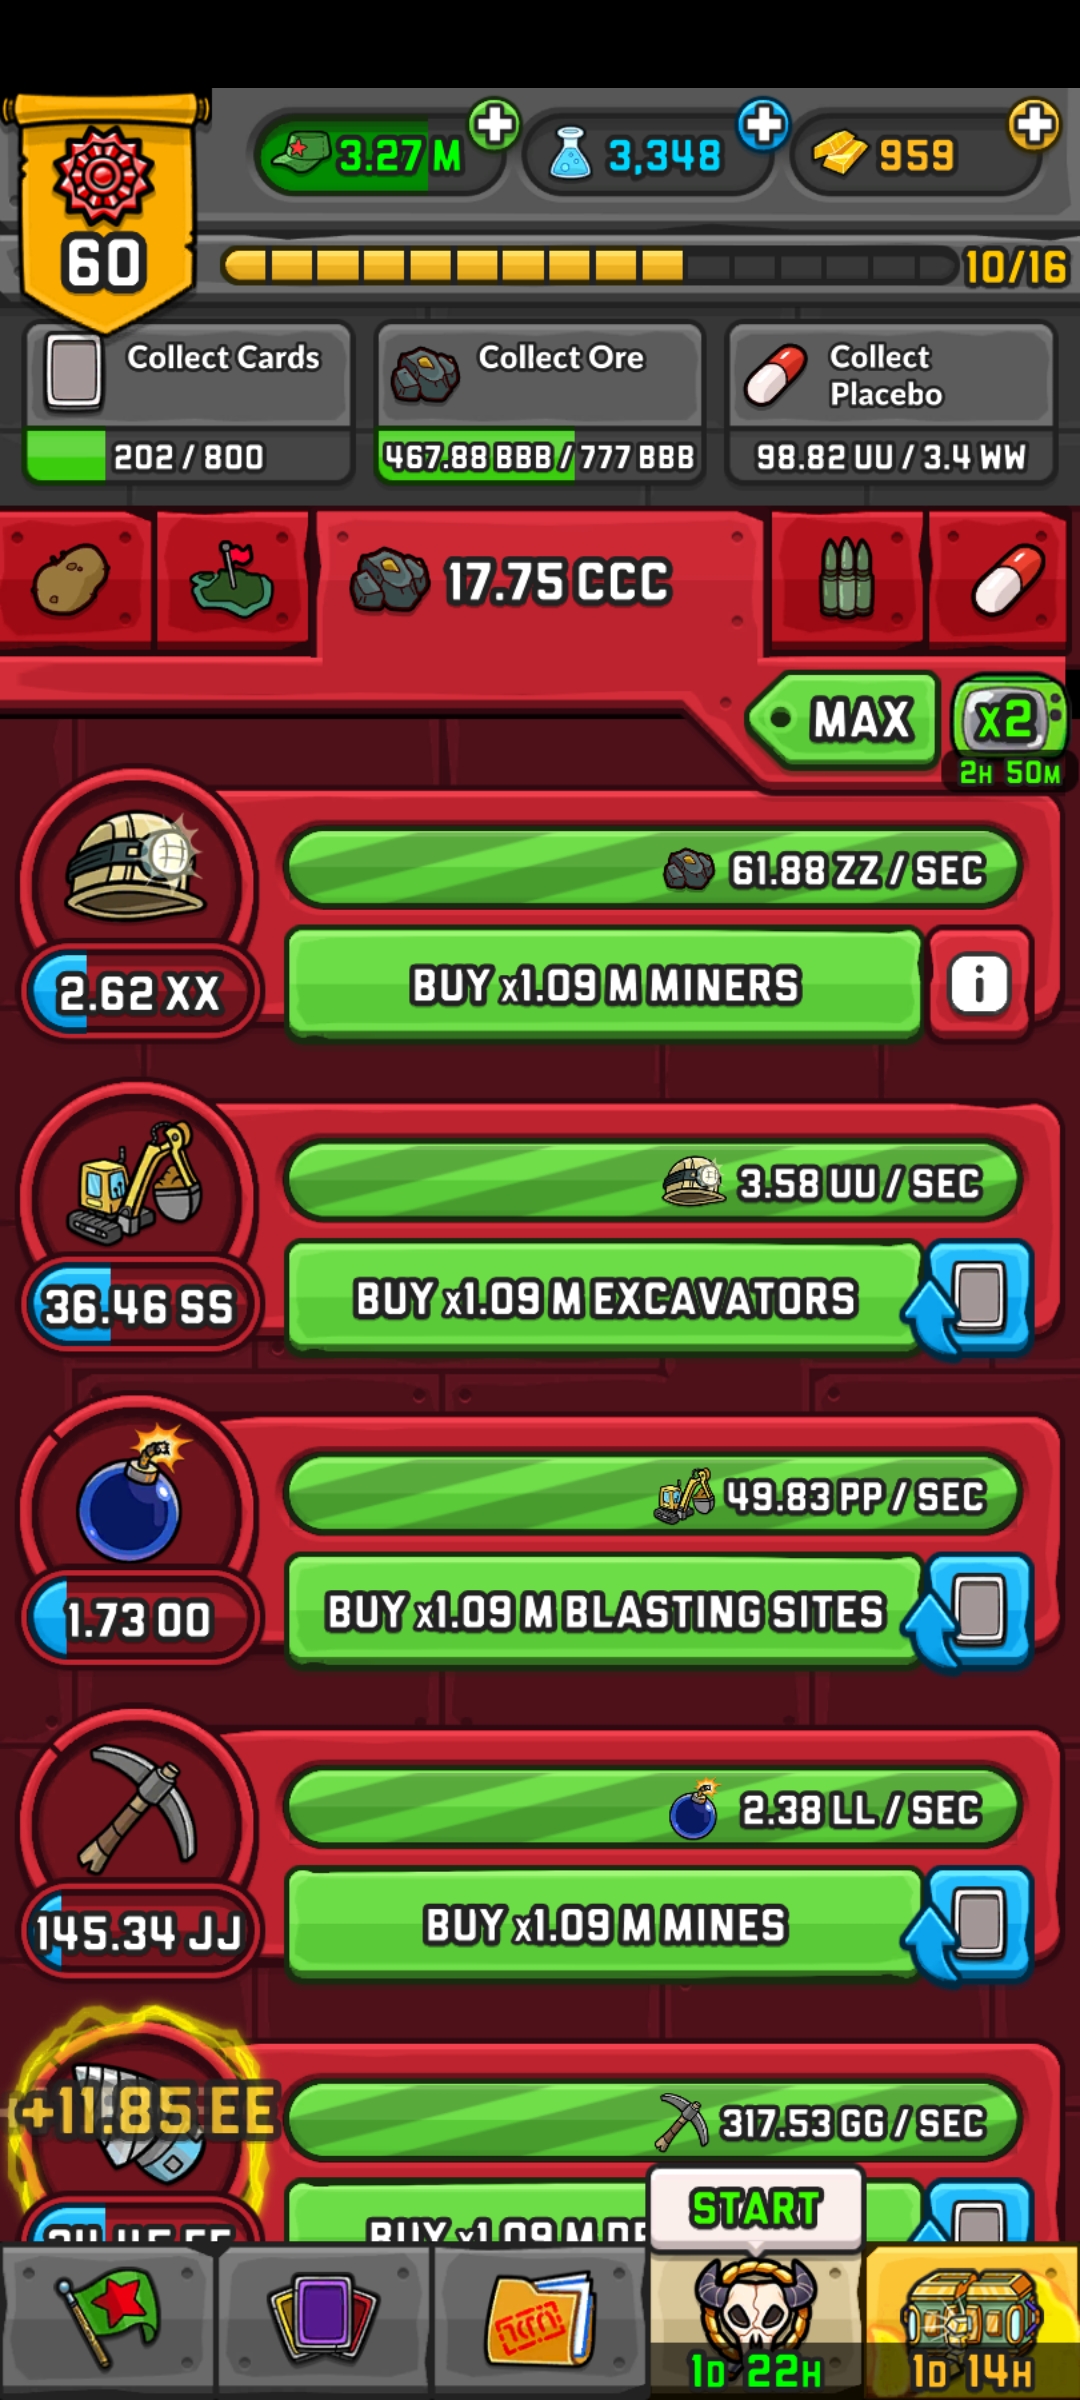 3.27 M
3,348
959
60
10/16
Collect Cards
202 / 800
Collect Ore
467.88 BBB / 777 BBB
Collect
Placebo
98.82 UU / 3.4 WW
17.75 CCC
MAX
x2
2H 50M
61.88 ZZ / SEC
2.62 XX
BUY x1.09 M MINERS
i
3.58 UU / SEC
36.46 SS
BUY x1.09 M EXCAVATORS
49.83 PP / SEC
1.73 OO
BUY x1.09 M BLASTING SITES
2.38 LL / SEC
145.34 JJ
BUY x1.09 M MINES
+11.85 EE
317.53 GG / SEC
BUY x1.09 M
START
1D 22H
1D 14H